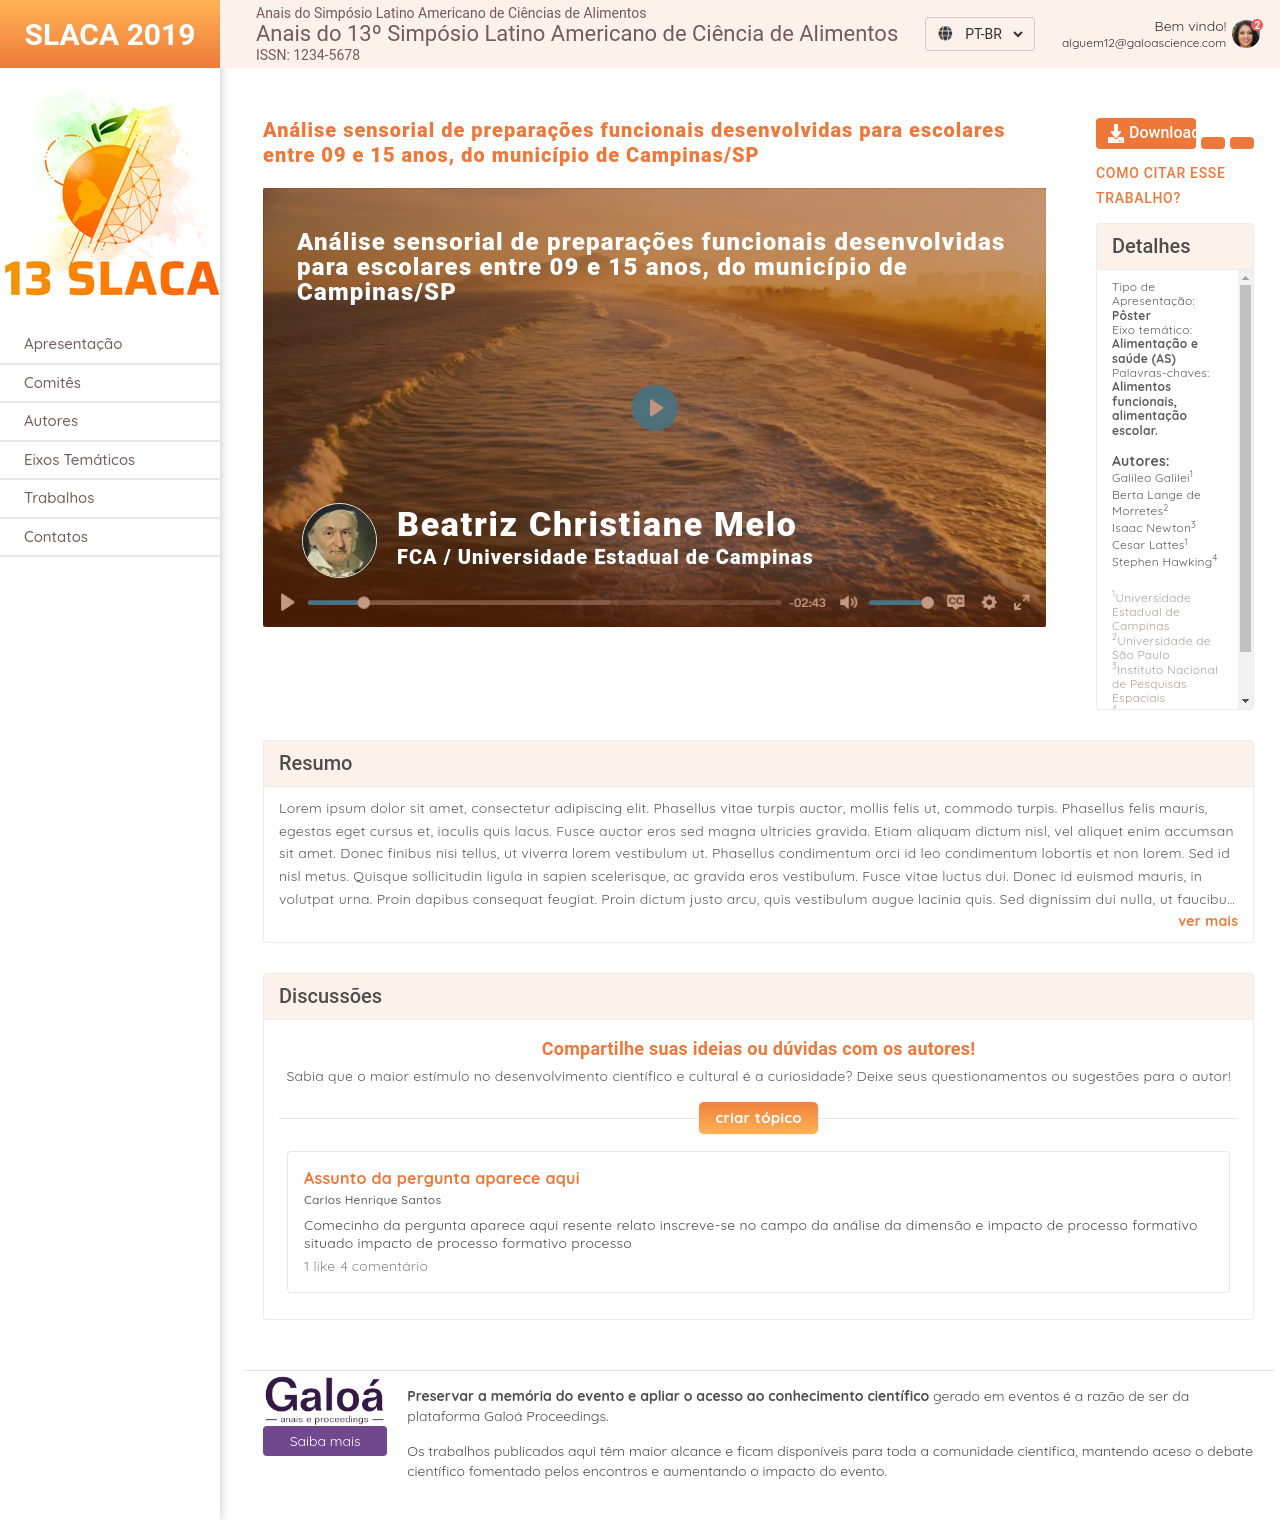 SLACA 2019
Anais do Simpósio Latino Americano de Ciências de Alimentos
Anais do 13º Simpósio Latino Americano de Ciência de Alimentos
ISSN: 1234-5678
PT-BR
Bem vindo!
alguem12@galoascience.com
2
13 SLACA
Apresentação
Comitês
Autores
Eixos Temáticos
Trabalhos
Contatos
Análise sensorial de preparações funcionais desenvolvidas para escolares
entre 09 e 15 anos, do município de Campinas/SP
Análise sensorial de preparações funcionais desenvolvidas
para escolares entre 09 e 15 anos, do município de
Campinas/SP
Beatriz Christiane Melo
FCA / Universidade Estadual de Campinas
-02:43
CC
Download
COMO CITAR ESSE
TRABALHO?
Detalhes
Tipo de
Apresentação:
Pôster
Eixo temático:
Alimentação e
saúde (AS)
Palavras-chaves:
Alimentos
funcionais,
alimentação
escolar.
Autores:
Galileo Galilei¹
Berta Lange de
Morretes²
Isaac Newton³
Cesar Lattes¹
Stephen Hawking⁴
¹Universidade
Estadual de
Campinas
²Universidade de
São Paulo
³Instituto Nacional
de Pesquisas
Espaciais
Resumo
Lorem ipsum dolor sit amet, consectetur adipiscing elit. Phasellus vitae turpis auctor, mollis felis ut, commodo turpis. Phasellus felis mauris,
egestas eget cursus et, iaculis quis lacus. Fusce auctor eros sed magna ultricies gravida. Etiam aliquam dictum nisl, vel aliquet enim accumsan
sit amet. Donec finibus nisi tellus, ut viverra lorem vestibulum ut. Phasellus condimentum orci id leo condimentum lobortis et non lorem. Sed id
nisl metus. Quisque sollicitudin ligula in sapien scelerisque, ac gravida eros vestibulum. Fusce vitae luctus dui. Donec id euismod mauris, in
volutpat urna. Proin dapibus consequat feugiat. Proin dictum justo arcu, quis vestibulum augue lacinia quis. Sed dignissim dui nulla, ut faucibu...
ver mais
Discussões
Compartilhe suas ideias ou dúvidas com os autores!
Sabia que o maior estímulo no desenvolvimento científico e cultural é a curiosidade? Deixe seus questionamentos ou sugestões para o autor!
criar tópico
Assunto da pergunta aparece aqui
Carlos Henrique Santos
Comecinho da pergunta aparece aqui resente relato inscreve-se no campo da análise da dimensão e impacto de processo formativo
situado impacto de processo formativo processo
1 like 4 comentário
Galoá
anais e proceedings
Saiba mais
Preservar a memória do evento e apliar o acesso ao conhecimento científico gerado em eventos é a razão de ser da
plataforma Galoá Proceedings.
Os trabalhos publicados aqui têm maior alcance e ficam disponíveis para toda a comunidade científica, mantendo aceso o debate
científico fomentado pelos encontros e aumentando o impacto do evento.